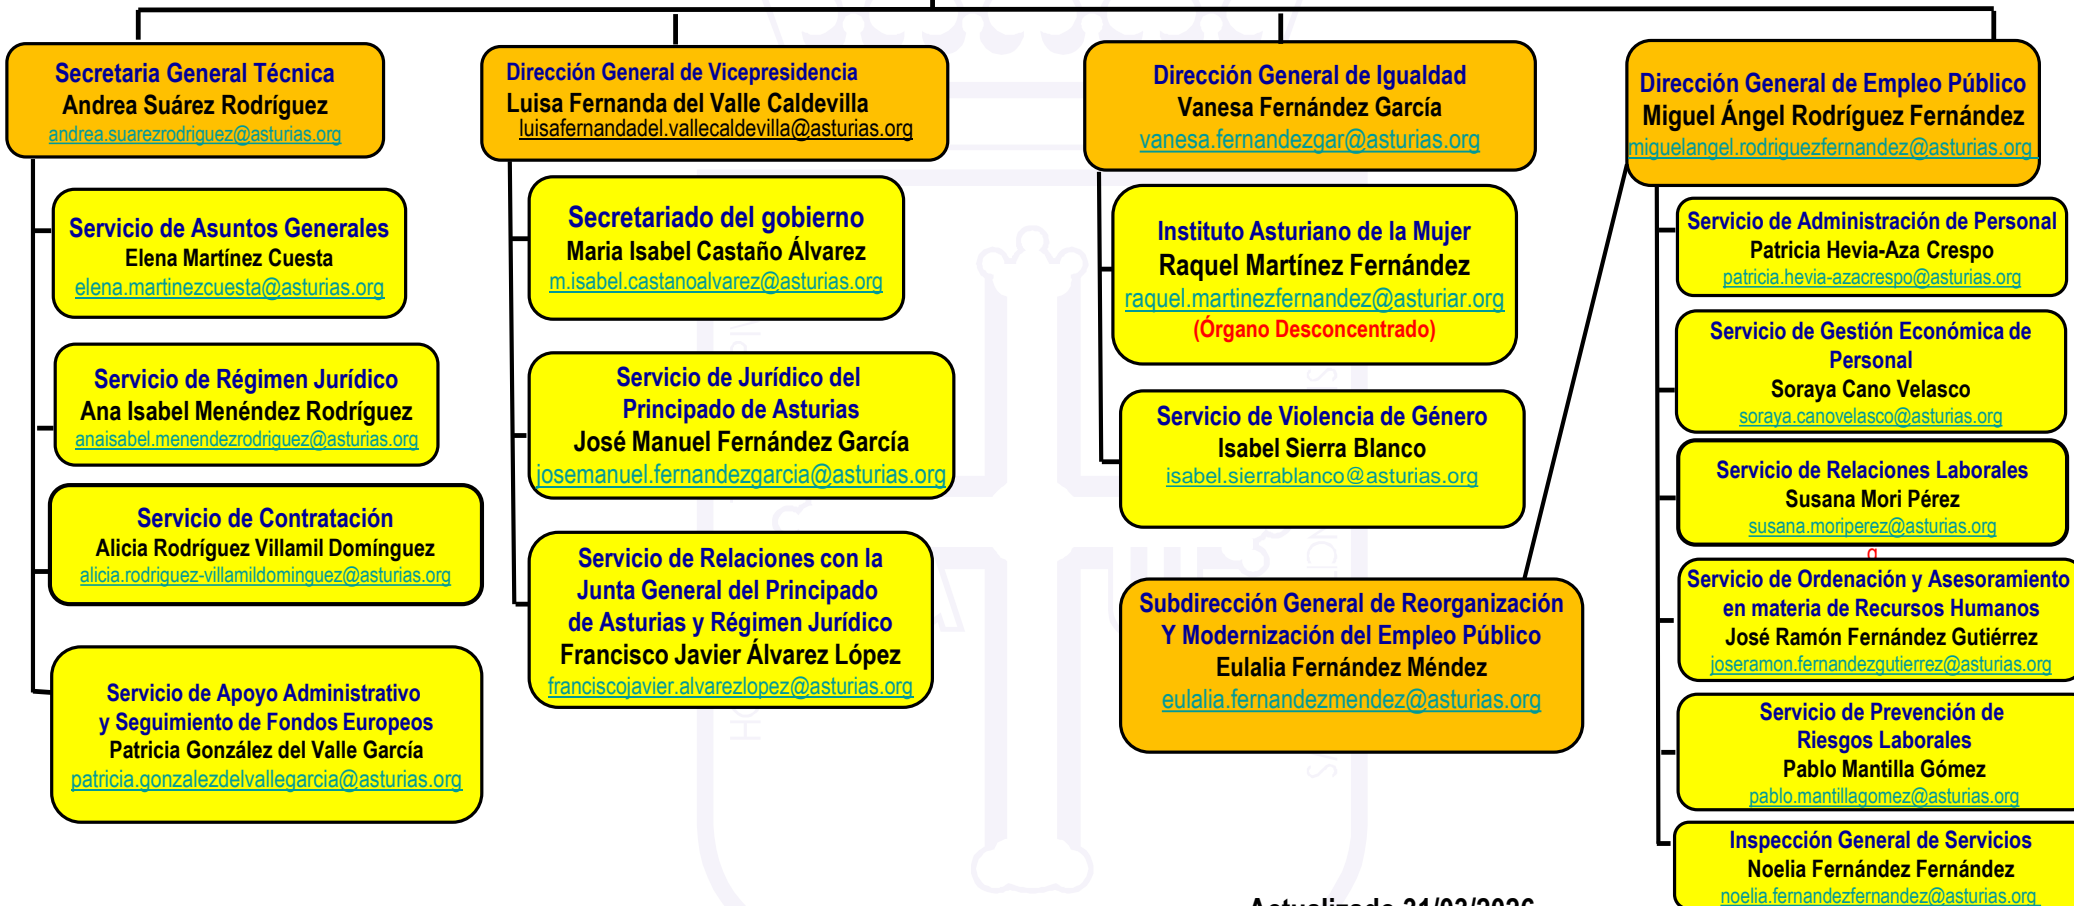 Secretaria General Técnica
Andrea Suárez Rodríguez
andrea.suarezrodriguez@asturias.org
Servicio de Asuntos Generales
Elena Martínez Cuesta
elena.martinezcuesta@asturias.org
Servicio de Régimen Jurídico
Ana Isabel Menéndez Rodríguez
anaisabel.menendezrodriguez@asturias.org
Servicio de Contratación
Alicia Rodríguez Villamil Domínguez
alicia.rodriguez-villamildominguez@asturias.org
Servicio de Apoyo Administrativo
y Seguimiento de Fondos Europeos
Patricia González del Valle García
patricia.gonzalezdelvallegarcia@asturias.org
Dirección General de Vicepresidencia
Luisa Fernanda del Valle Caldevilla
luisafernandadel.vallecaldevilla@asturias.org
Secretariado del gobierno
Maria Isabel Castaño Álvarez
m.isabel.castanoalvarez@asturias.org
Servicio de Jurídico del
Principado de Asturias
José Manuel Fernández García
josemanuel.fernandezgarcia@asturias.org
Servicio de Relaciones con la
Junta General del Principado
de Asturias y Régimen Jurídico
Francisco Javier Álvarez López
franciscojavier.alvarezlopez@asturias.org
Dirección General de Igualdad
Vanesa Fernández García
vanesa.fernandezgar@asturias.org
Instituto Asturiano de la Mujer
Raquel Martínez Fernández
raquel.martinezfernandez@asturiar.org
(Órgano Desconcentrado)
Servicio de Violencia de Género
Isabel Sierra Blanco
isabel.sierrablanco@asturias.org
Subdirección General de Reorganización
Y Modernización del Empleo Público
Eulalia Fernández Méndez
eulalia.fernandezmendez@asturias.org
Dirección General de Empleo Público
Miguel Ángel Rodríguez Fernández
miguelangel.rodriguezfernandez@asturias.org
Servicio de Administración de Personal
Patricia Hevia-Aza Crespo
patricia.hevia-azacrespo@asturias.org
Servicio de Gestión Económica de
Personal
Soraya Cano Velasco
soraya.canovelasco@asturias.org
Servicio de Relaciones Laborales
Susana Mori Pérez
susana.moriperez@asturias.org
Servicio de Ordenación y Asesoramiento
en materia de Recursos Humanos
José Ramón Fernández Gutiérrez
joseramon.fernandezgutierrez@asturias.org
Servicio de Prevención de
Riesgos Laborales
Pablo Mantilla Gómez
pablo.mantillagomez@asturias.org
Inspección General de Servicios
Noelia Fernández Fernández
noelia.fernandezfernandez@asturias.org
Actualizado 31/03/2026